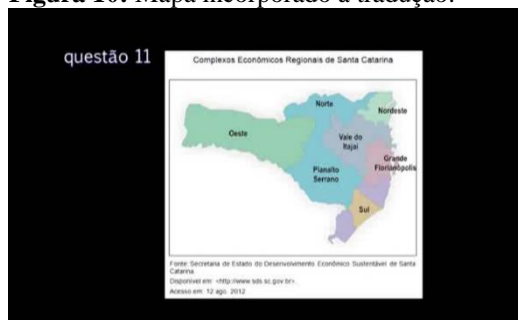 Figura 10: Mapa incorporado à tradução.
questão 11
Complexos Econômicos Regionais de Santa Catarina
Norte
Nordeste
Oeste
Vale do
Itajaí
Grande
Florianópolis
Planalto
Serrano
Sul
Fonte Secretaria de Estado do Desenvolvimento Econômico Sustentável de Santa
Catarina
Disponível em: <http://www.sds.sc.gov.br>.
Acesso em: 12 ago. 2012